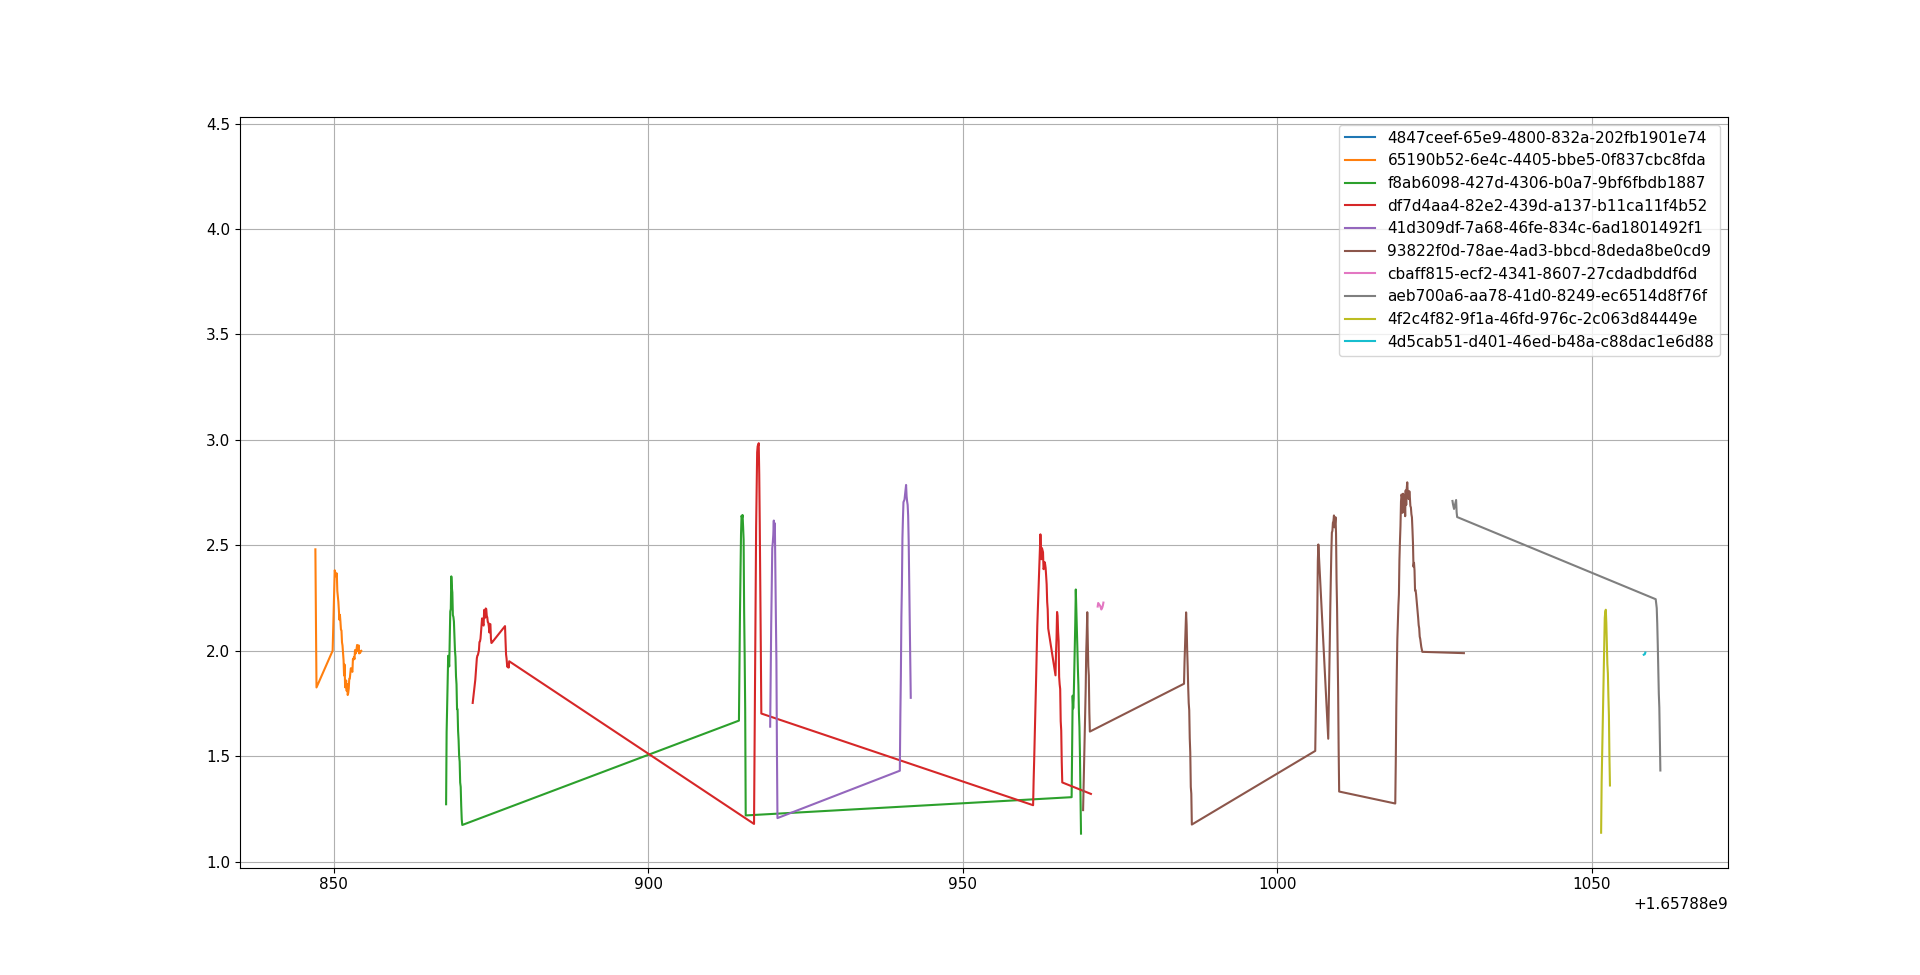 4.5
4.0
3.5
3.0
2.5
2.0
1.5
1.0
850 900 950 1000 1050
+1.65788e9
4847ceef-65e9-4800-832a-202fb1901e74
65190b52-6e4c-4405-bbe5-0f837cbc8fda
f8ab6098-427d-4306-b0a7-9bf6fbdb1887
df7d4aa4-82e2-439d-a137-b11ca11f4b52
41d309df-7a68-46fe-834c-6ad1801492f1
93822f0d-78ae-4ad3-bbcd-8deda8be0cd9
cbaff815-ecf2-4341-8607-27cdadbddf6d
aeb700a6-aa78-41d0-8249-ec6514d8f76f
4f2c4f82-9f1a-46fd-976c-2c063d84449e
4d5cab51-d401-46ed-b48a-c88dac1e6d88